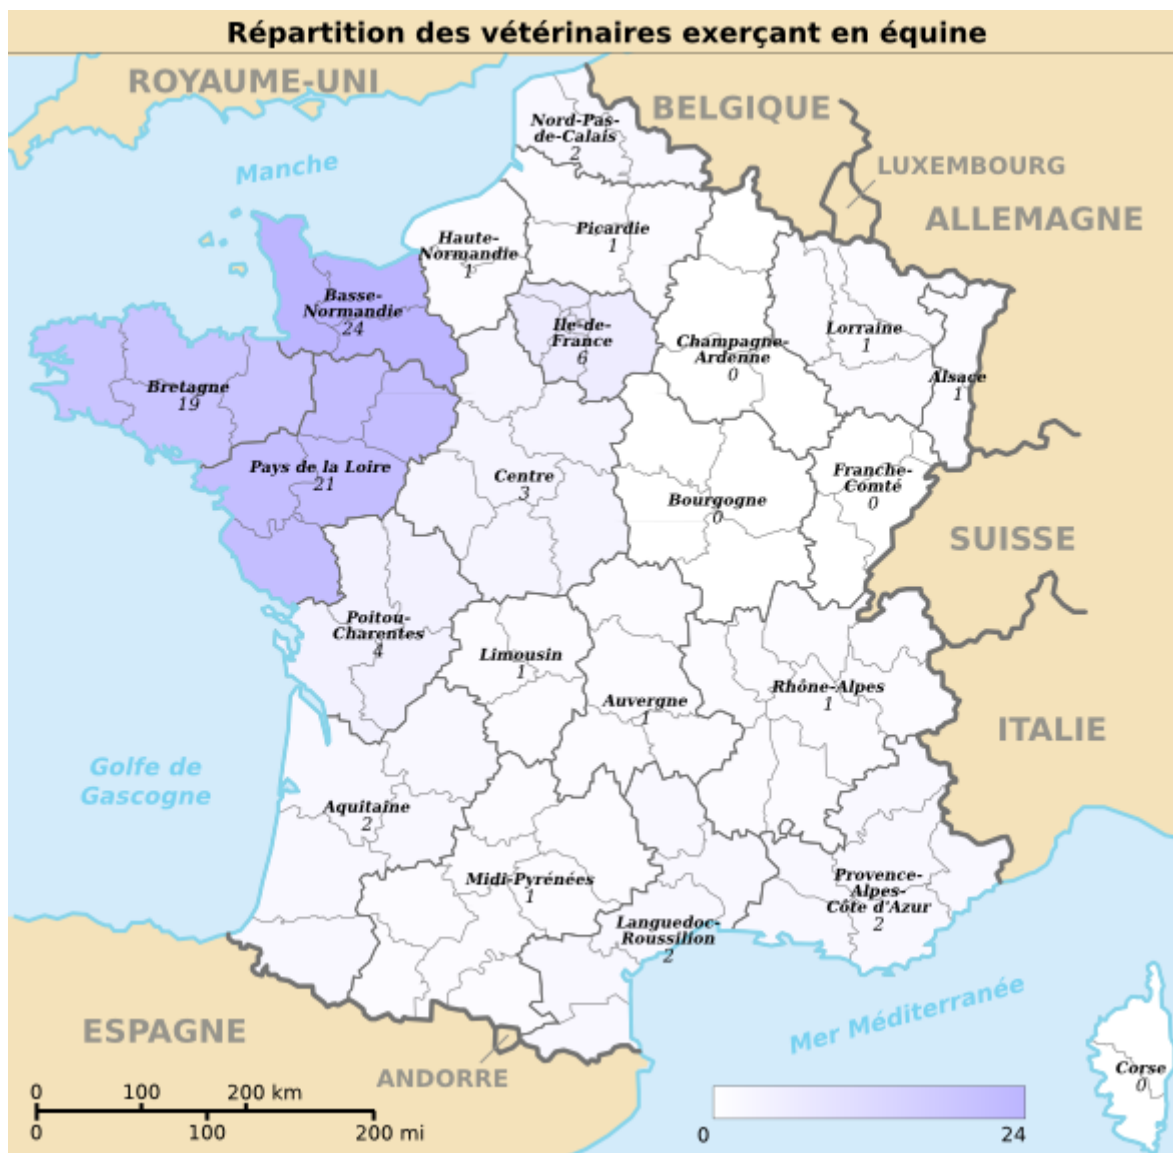 Répartition des vétérinaires exerçant en équine
ROYAUME-UNI
BELGIQUE
Nord-Pas-
de-Calais
2
Manche
LUXEMBOURG
ALLEMAGNE
Picardie
1
Haute-
Normandie
1
Basse-
Normandie
24
Ile-de-
France
6
Champagne-
Ardenne
0
Lorraine
1
Alsace
1
Bretagne
19
Pays de la Loire
21
Centre
3
Bourgogne
0
Franche-
Comté
0
SUISSE
Poitou-
Charentes
4
Limousin
1
Auvergne
1
Rhône-Alpes
1
ITALIE
Golfe de
Gascogne
Aquitaine
2
Midi-Pyrénées
1
Languedoc-
Roussillon
2
Provence-
Alpes-
Côte d'Azur
2
Mer Méditerranée
ESPAGNE
ANDORRE
Corse
0
0 100 200 km
0 100 200 mi
0 24